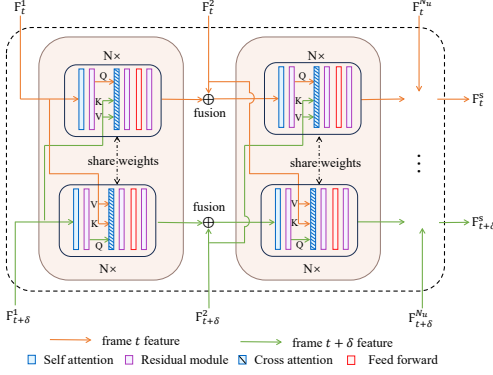 F_t^1 F_t^2 F_t^{N_u}
N× N×
Q Q
K K
V V
F_t^s
fusion
share weights share weights
fusion
V V
K K
Q Q
F_{t+δ}^s
N× N×
F_{t+δ}^1 F_{t+δ}^2 F_{t+δ}^{N_u}
frame t feature frame t + δ feature
Self attention Residual module Cross attention Feed forward